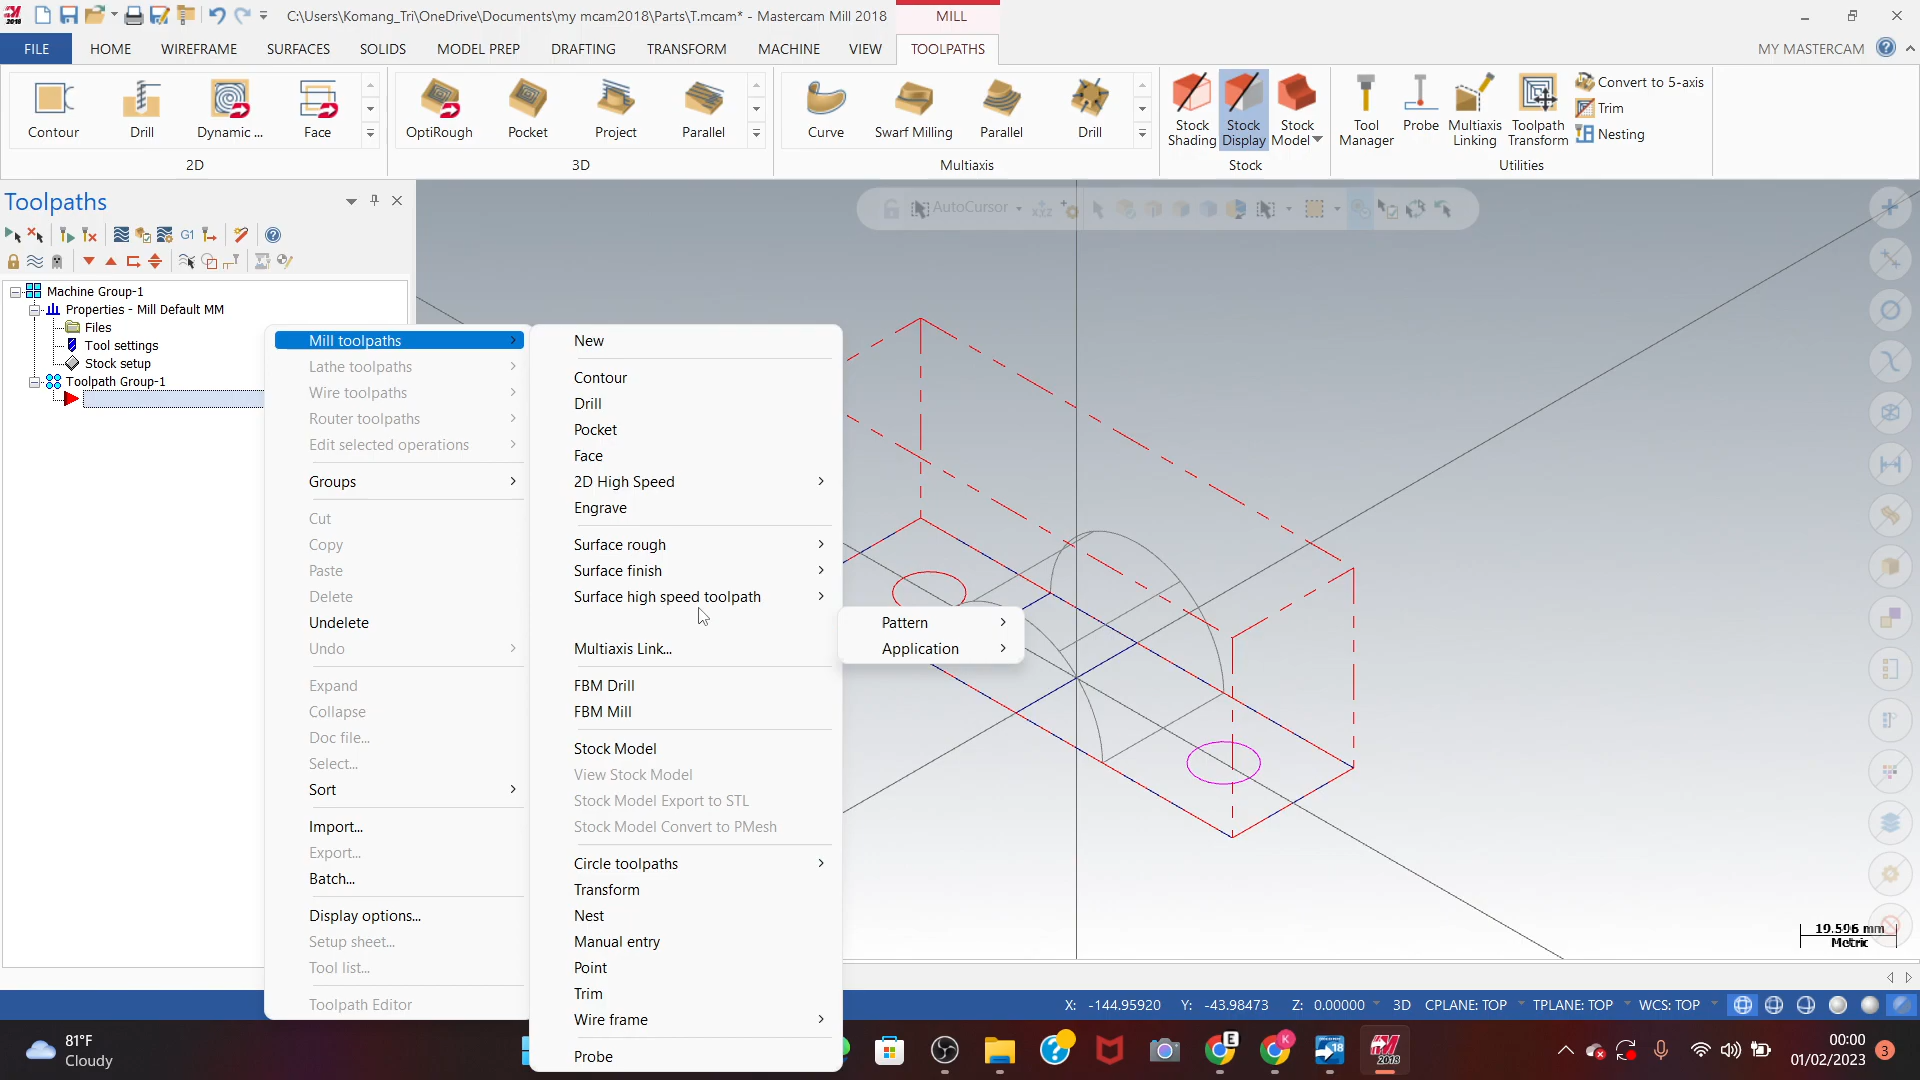 C:\Users\Komang_Tri\OneDrive\Documents\my mcam2018\Parts\T.mcam* - Mastercam Mill 2018
MILL
FILE
HOME
WIREFRAME
SURFACES
SOLIDS
MODEL PREP
DRAFTING
TRANSFORM
MACHINE
VIEW
TOOLPATHS
MY MASTERCAM
Contour
Drill
Dynamic ...
Face
2D
OptiRough
Pocket
Project
Parallel
3D
Curve
Swarf Milling
Parallel
Drill
Multiaxis
Stock Shading
Stock Display
Stock Model
Stock
Tool Manager
Probe
Multiaxis Linking
Toolpath Transform
Convert to 5-axis
Trim
Nesting
Utilities
Toolpaths
G1
AutoCursor
Machine Group-1
Properties - Mill Default MM
Files
Tool settings
Stock setup
Toolpath Group-1
Mill toolpaths
Lathe toolpaths
Wire toolpaths
Router toolpaths
Edit selected operations
Groups
Cut
Copy
Paste
Delete
Undelete
Undo
Expand
Collapse
Doc file...
Select...
Sort
Import...
Export...
Batch...
Display options...
Setup sheet...
Tool list...
Toolpath Editor
New
Contour
Drill
Pocket
Face
2D High Speed
Engrave
Surface rough
Surface finish
Surface high speed toolpath
Multiaxis Link...
FBM Drill
FBM Mill
Stock Model
View Stock Model
Stock Model Export to STL
Stock Model Convert to PMesh
Circle toolpaths
Transform
Nest
Manual entry
Point
Trim
Wire frame
Probe
Pattern
Application
19.596 mm
Metric
X: -144.95920 Y: -43.98473 Z: 0.00000 3D CPLANE: TOP TPLANE: TOP WCS: TOP
81°F
Cloudy
00:00
01/02/2023
3